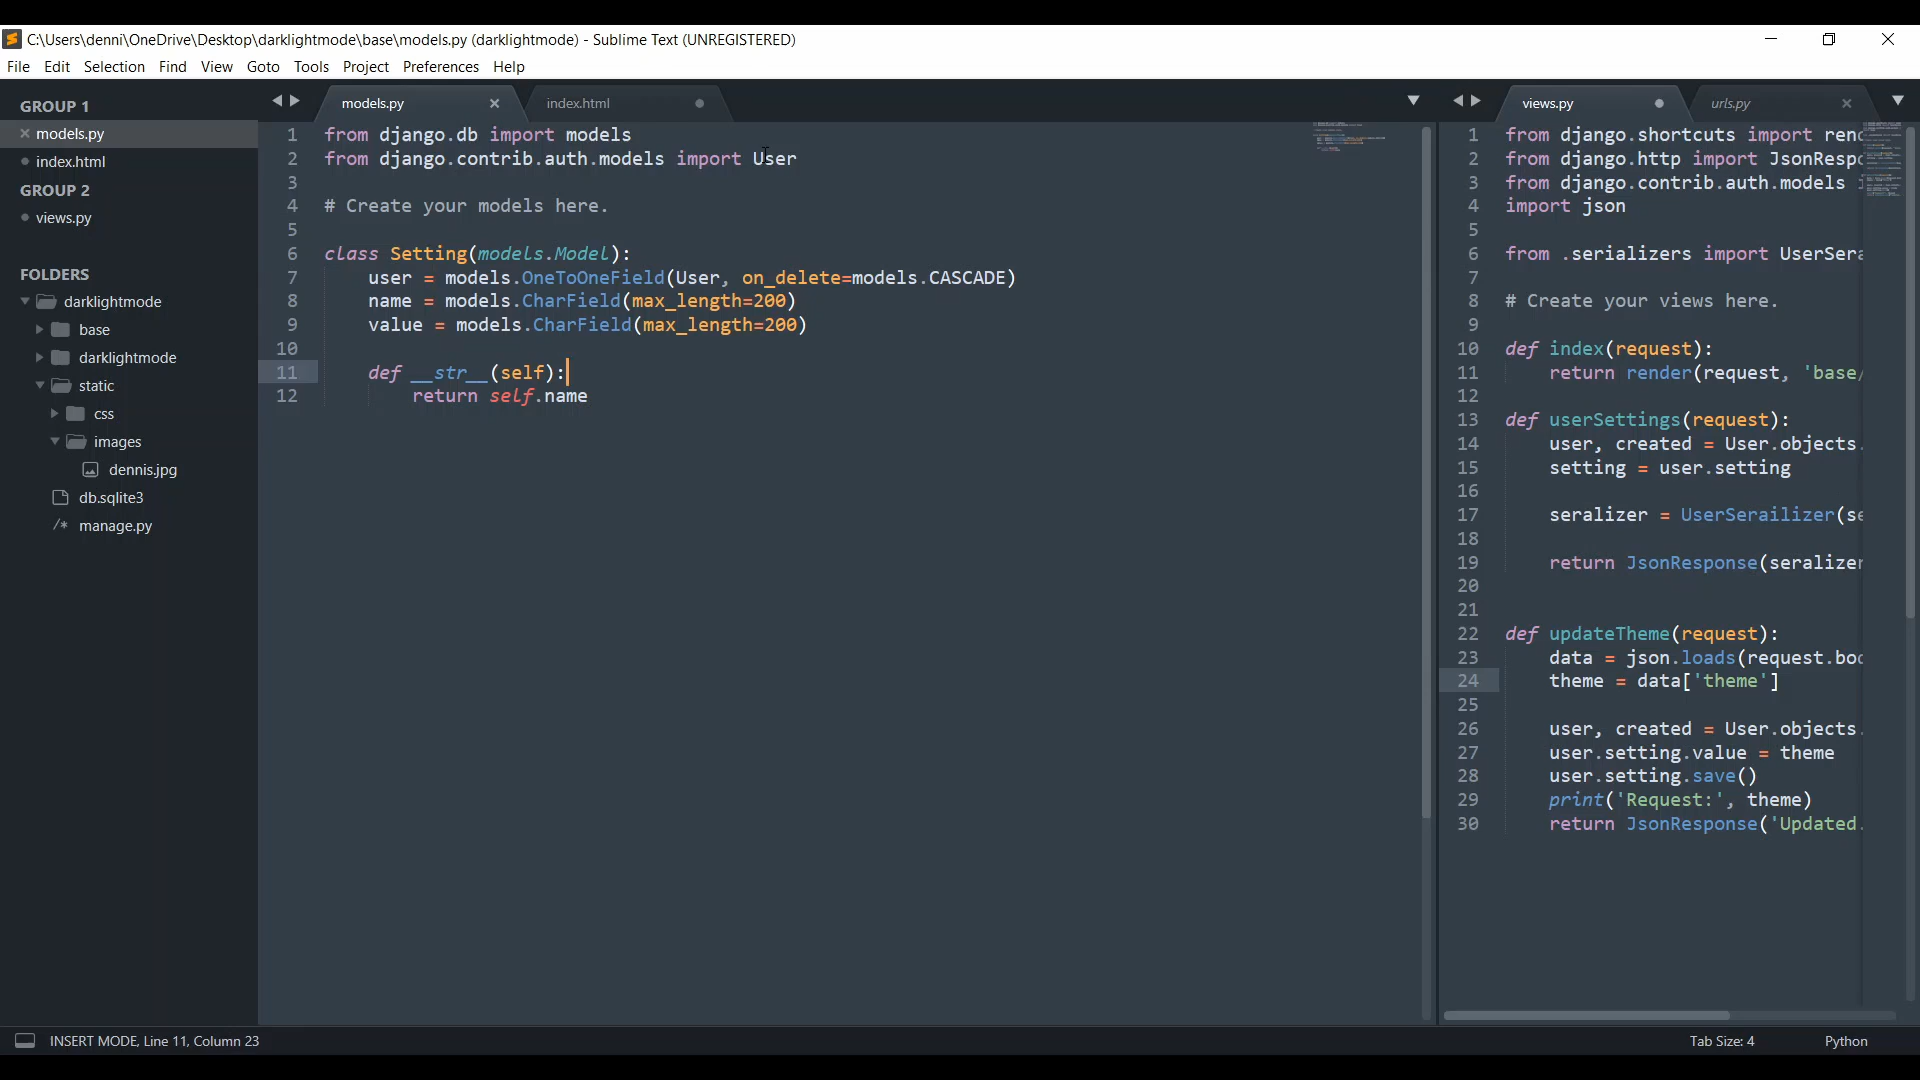 C:\Users\denni\OneDrive\Desktop\darklightmode\base\models.py (darklightmode) - Sublime Text (UNREGISTERED)
File Edit Selection Find View Goto Tools Project Preferences Help
GROUP 1
models.py
index.html
GROUP 2
views.py
FOLDERS
darklightmode
base
darklightmode
static
css
images
dennis.jpg
db.sqlite3
/* manage.py
models.py index.html
1 from django.db import models
2 from django.contrib.auth.models import User
3
4 # Create your models here.
5
6 class Setting(models.Model):
7 user = models.OneToOneField(User, on_delete=models.CASCADE)
8 name = models.CharField(max_length=200)
9 value = models.CharField(max_length=200)
10
11 def __str__(self):
12 return self.name
views.py urls.py
1 from django.shortcuts import rend
2 from django.http import JsonRespo
3 from django.contrib.auth.models
4 import json
5
6 from .serializers import UserSera
7
8 # Create your views here.
9
10 def index(request):
11 return render(request, 'base/
12
13 def userSettings(request):
14 user, created = User.objects.
15 setting = user.setting
16
17 seralizer = UserSerailizer(se
18
19 return JsonResponse(seralizer
20
21
22 def updateTheme(request):
23 data = json.loads(request.bod
24 theme = data['theme']
25
26 user, created = User.objects.
27 user.setting.value = theme
28 user.setting.save()
29 print('Request:', theme)
30 return JsonResponse('Updated.
INSERT MODE, Line 11, Column 23
Tab Size: 4 Python